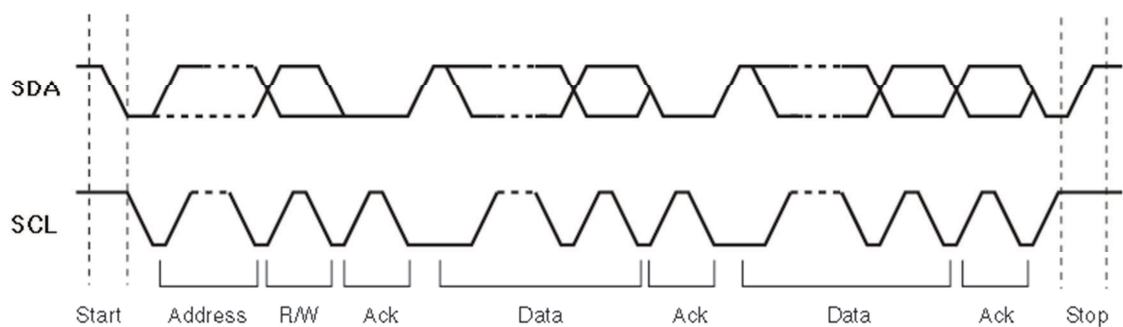 SDA
SCL
Start Address R/W Ack Data Ack Data Ack Stop